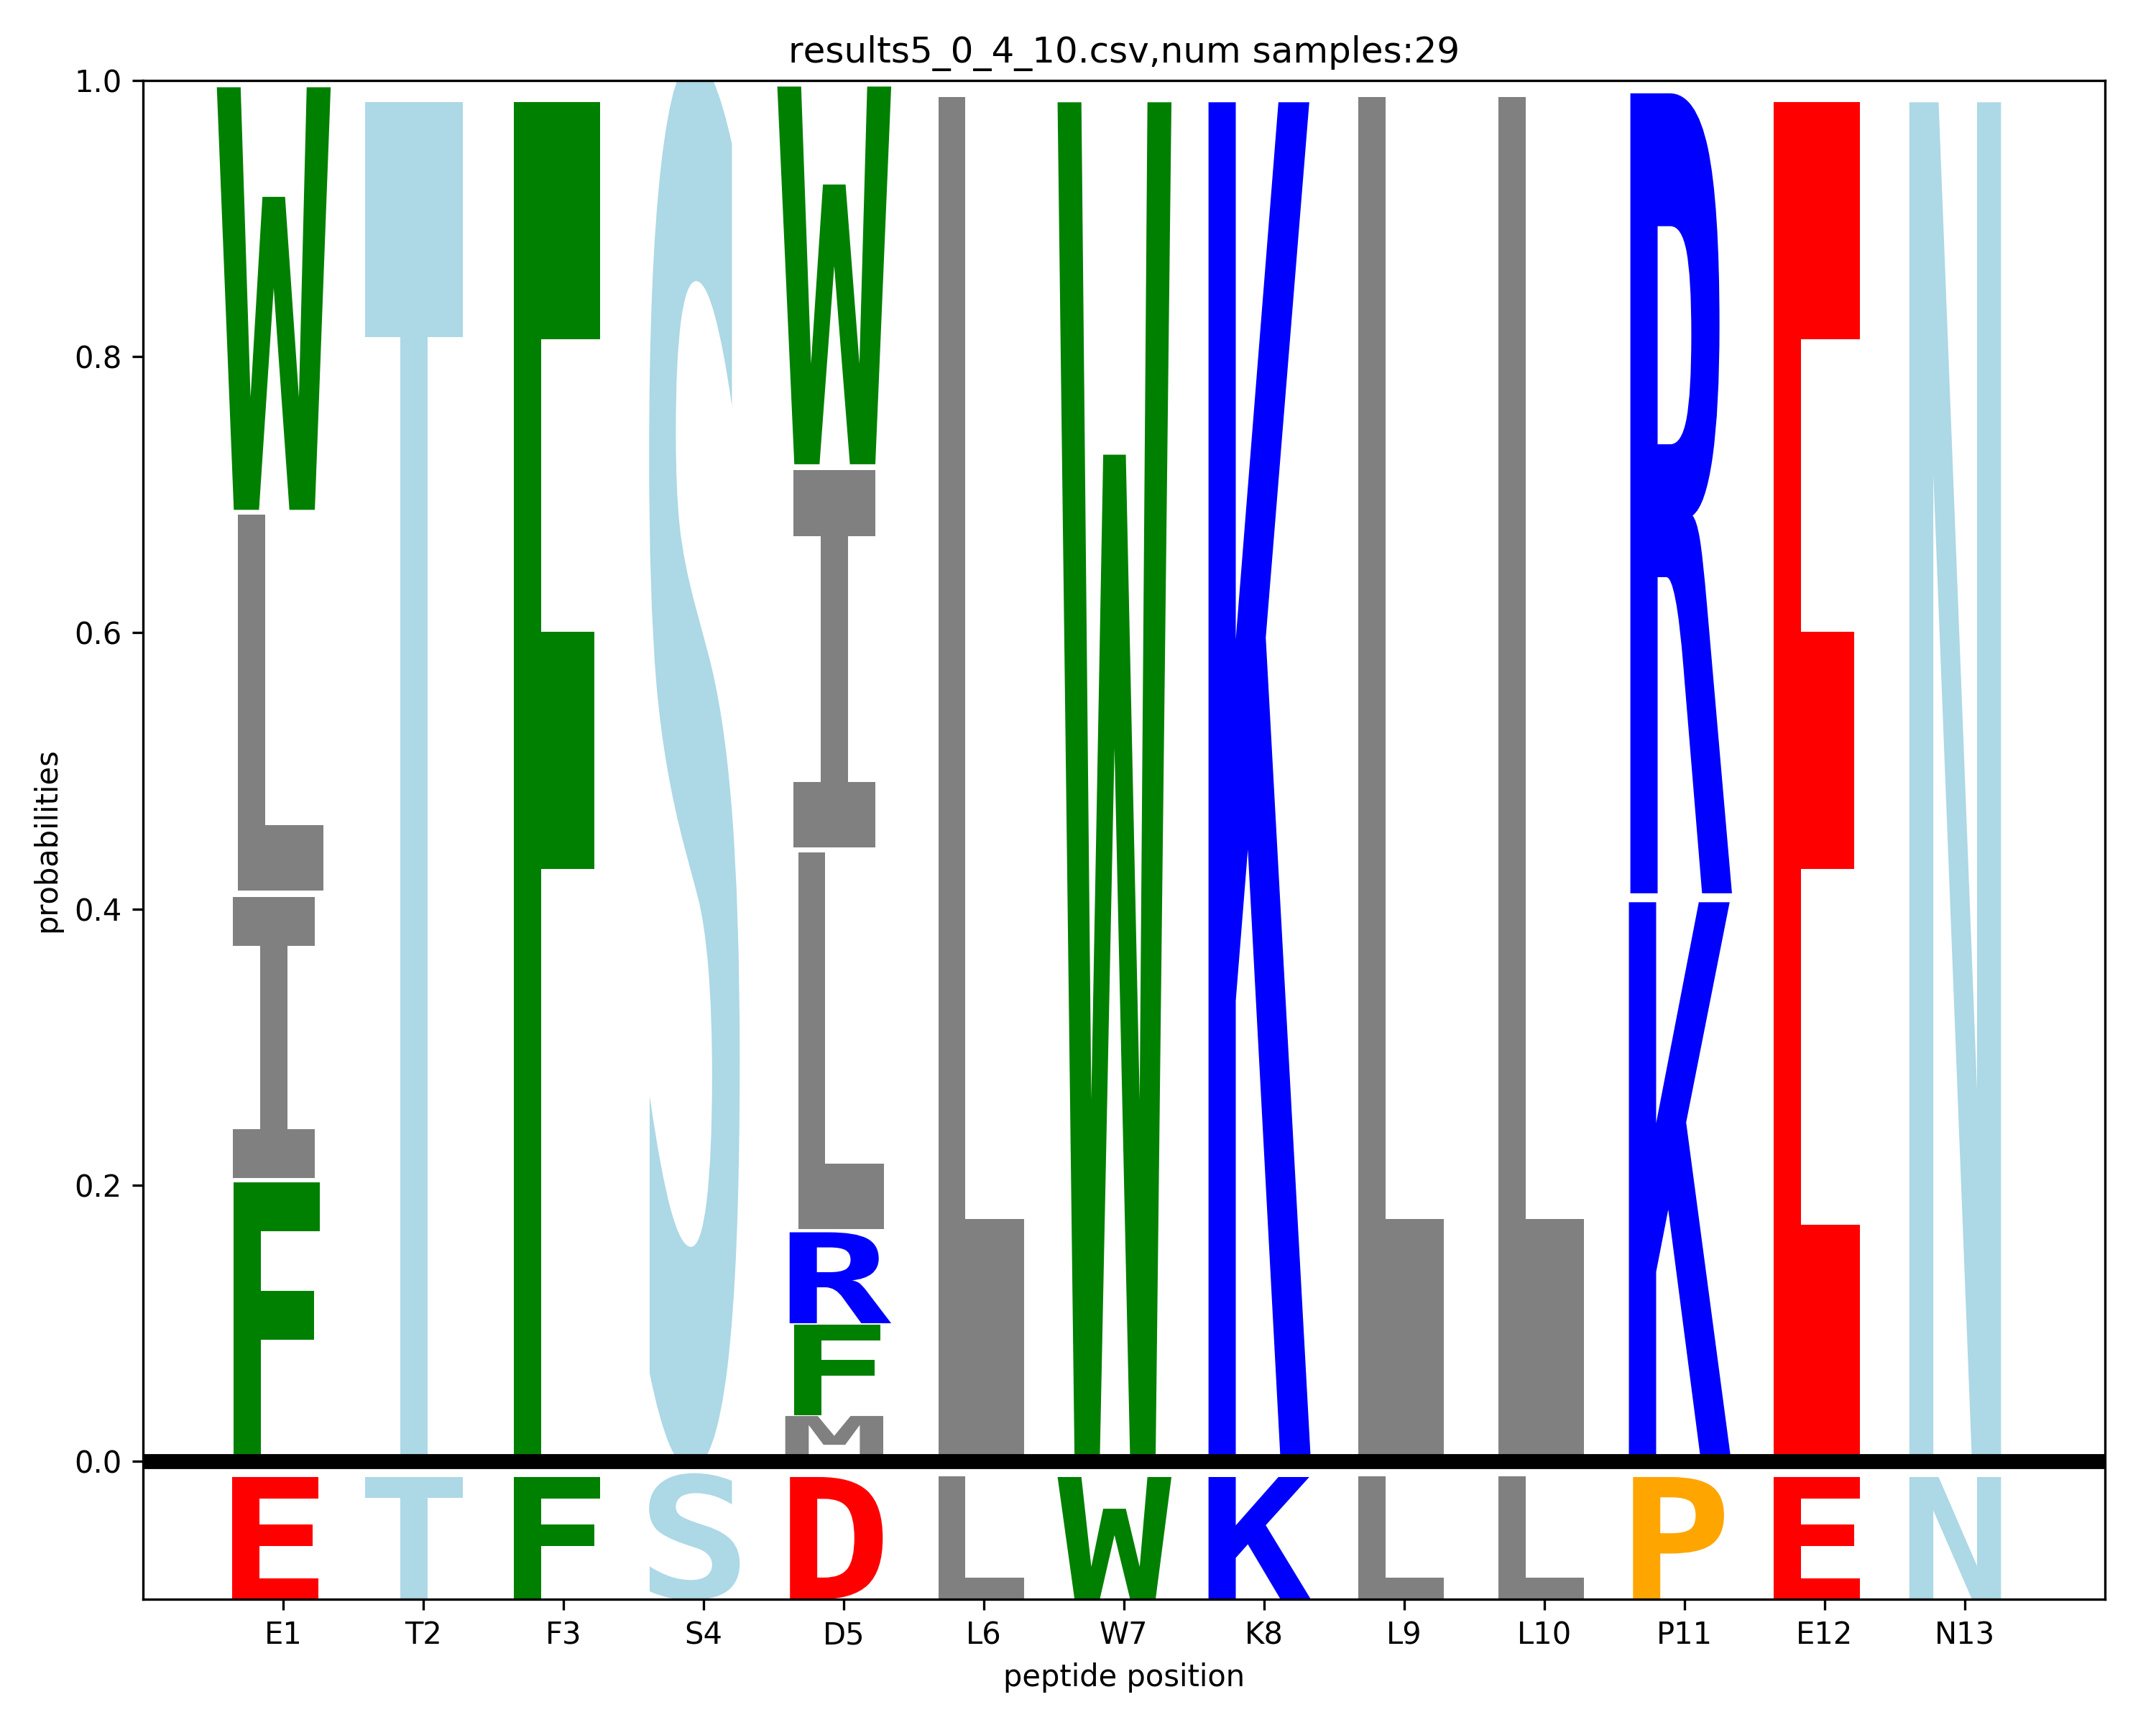 results5_0_4_10.csv,num samples:29
probabilities
1.0
0.8
0.6
0.4
0.2
0.0
W T F S W L W K L L R E N
L I K
I L
F R
F
M
E T F S D L W K L L P E N
E1 T2 F3 S4 D5 L6 W7 K8 L9 L10 P11 E12 N13
peptide position